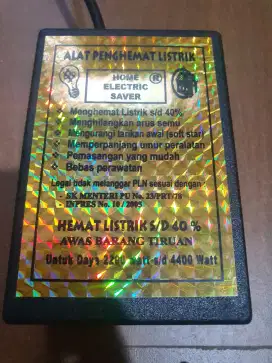 ALAT PENGHEMAT LISTRIK
HOME ®
ELECTRIC
SAVER
Menghemat Listrik s/d 40%
Menghilangkan arus semu
Mengurangi tarikan awal (soft start)
Memperpanjang umur peralatan
Pemasangan yang mudah
Bebas perawatan
Legal tidak melanggar PLN sesuai dengan :
- SK MENTERI PU No. 23/PRT/78
- INPRES No. 10 / 2005
HEMAT LISTRIK S/D 40 %
AWAS BARANG TIRUAN
Untuk Daya 2200 watt s/d 4400 Watt